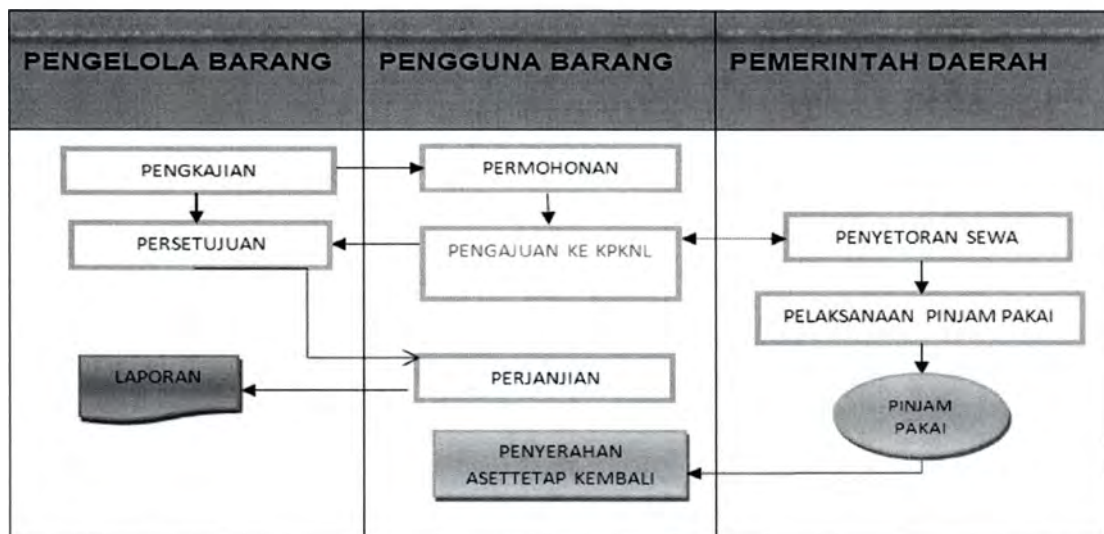 PENGELOLA BARANG
PENGGUNA BARANG
PEMERINTAH DAERAH
PENGKAJIAN
PERMOHONAN
PERSETUJUAN
PENGAJUAN KE KPKNL
PENYETORAN SEWA
PELAKSANAAN PINJAM PAKAI
LAPORAN
PERJANJIAN
PINJAM
PAKAI
PENYERAHAN
ASETTETAP KEMBALI